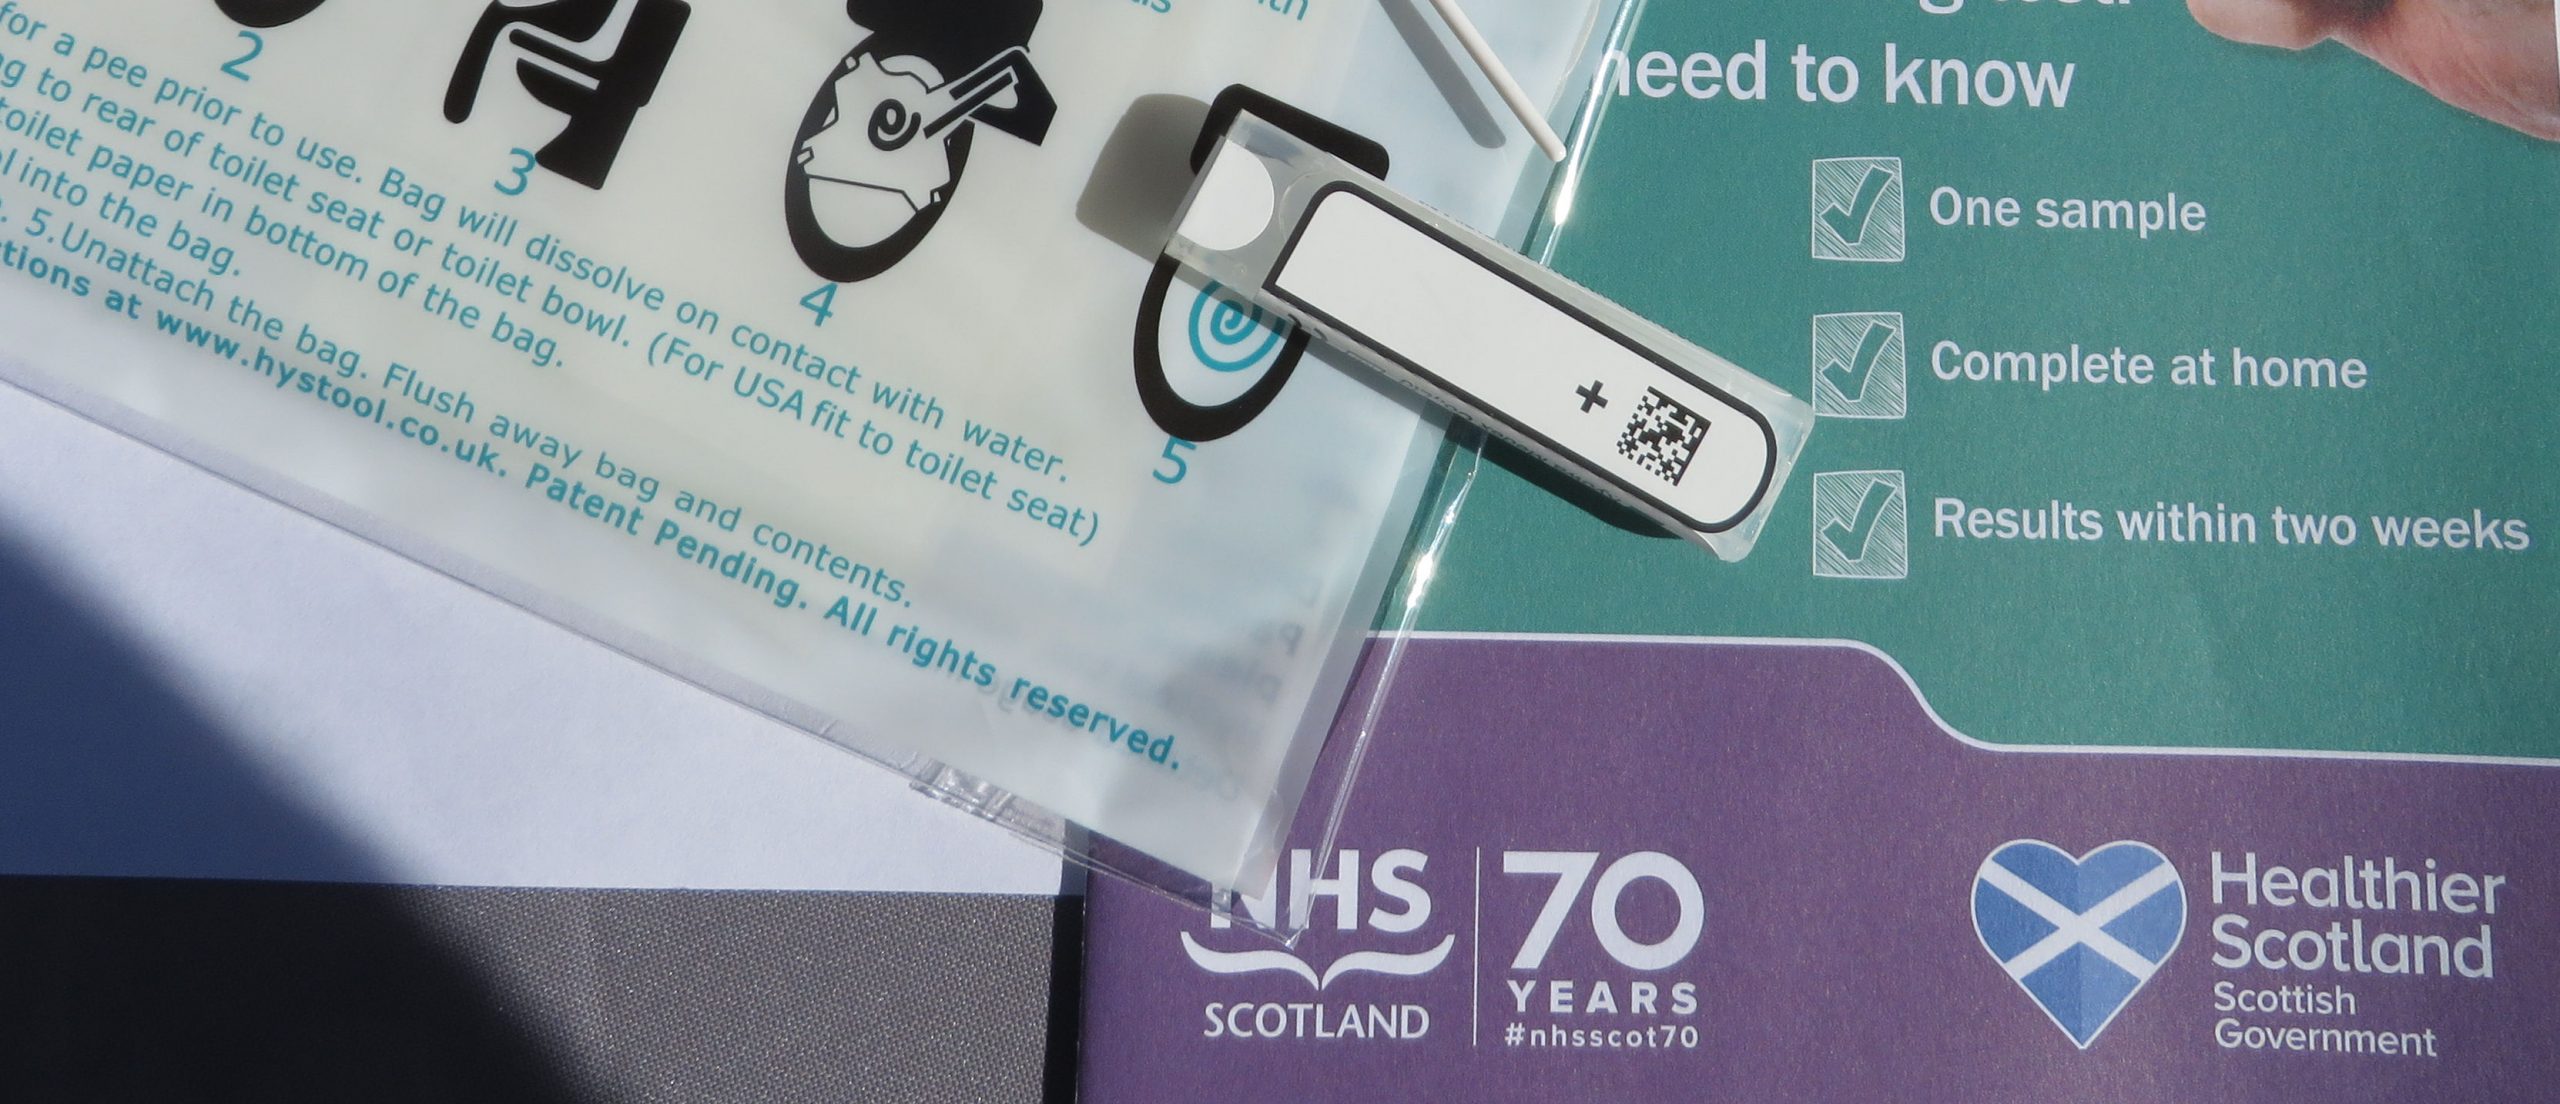 with
2
3
4
5
for a pee prior to use. Bag will dissolve on contact with water.
to rear of toilet seat or toilet bowl. (For USA fit to toilet seat)
toilet paper in bottom of the bag.
into the bag.
5.Unattach the bag. Flush away bag and contents.
at www.hystool.co.uk. Patent Pending. All rights reserved.
+
need to know
One sample
Complete at home
Results within two weeks
NHS
SCOTLAND
70
YEARS
#nhsscot70
Healthier
Scotland
Scottish
Government